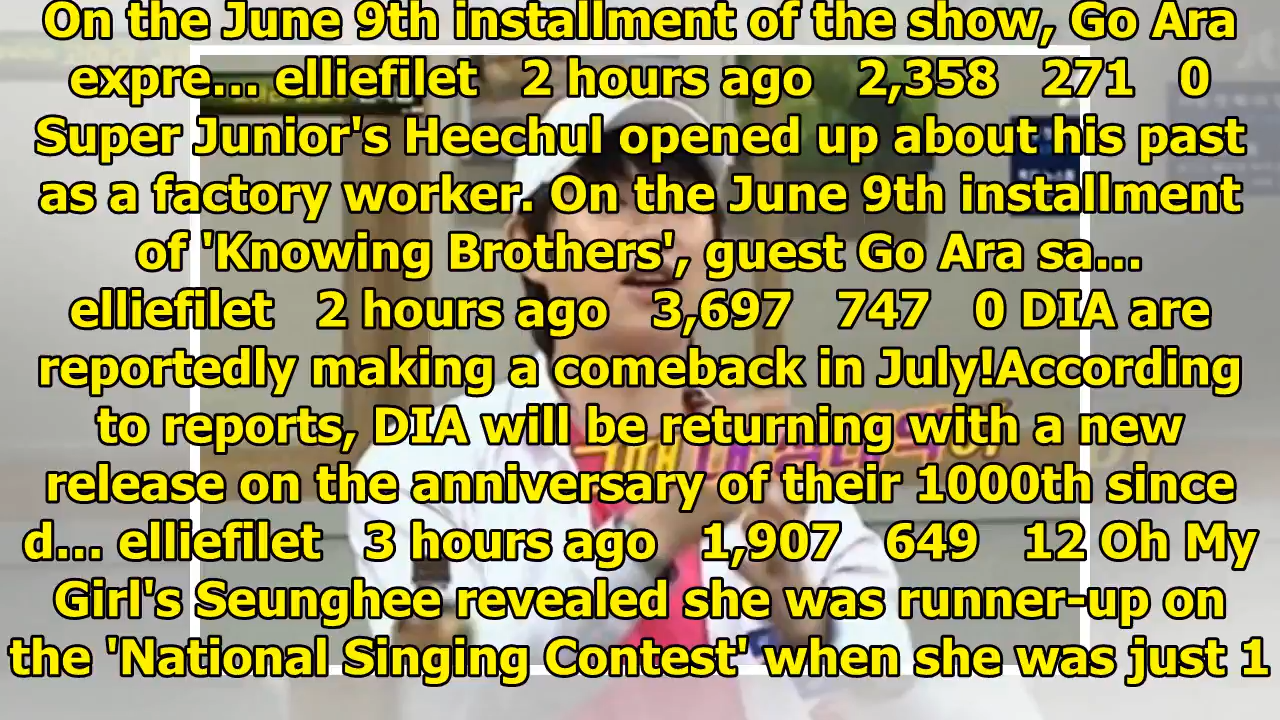 On the June 9th installment of the show, Go Ara
expre... elliefilet 2 hours ago 2,358 271 0
Super Junior's Heechul opened up about his past
as a factory worker. On the June 9th installment
of 'Knowing Brothers', guest Go Ara sa...
elliefilet 2 hours ago 3,697 747 0 DIA are
reportedly making a comeback in July!According
to reports, DIA will be returning with a new
release on the anniversary of their 1000th since
d... elliefilet 3 hours ago 1,907 649 12 Oh My
Girl's Seunghee revealed she was runner-up on
the 'National Singing Contest' when she was just 1